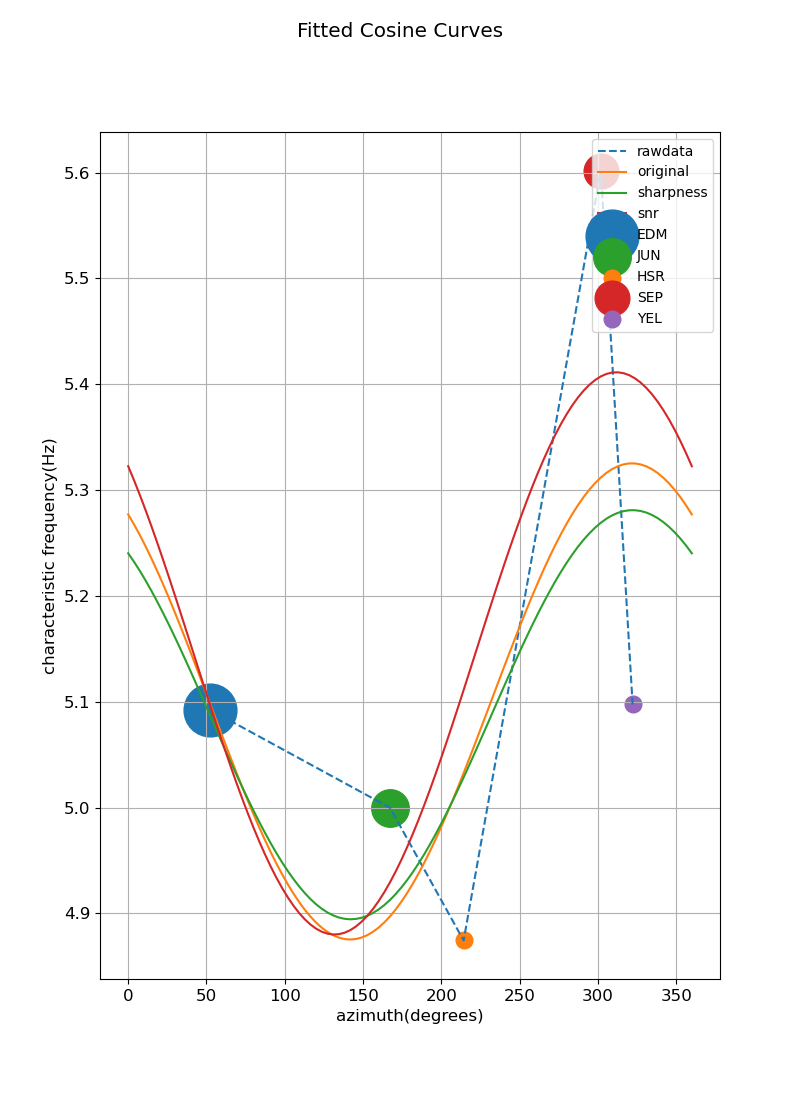 Fitted Cosine Curves
5.6
5.5
5.4
5.3
5.2
5.1
5.0
4.9
characteristic frequency(Hz)
rawdata
original
sharpness
snr
EDM
JUN
HSR
SEP
YEL
0 50 100 150 200 250 300 350
azimuth(degrees)